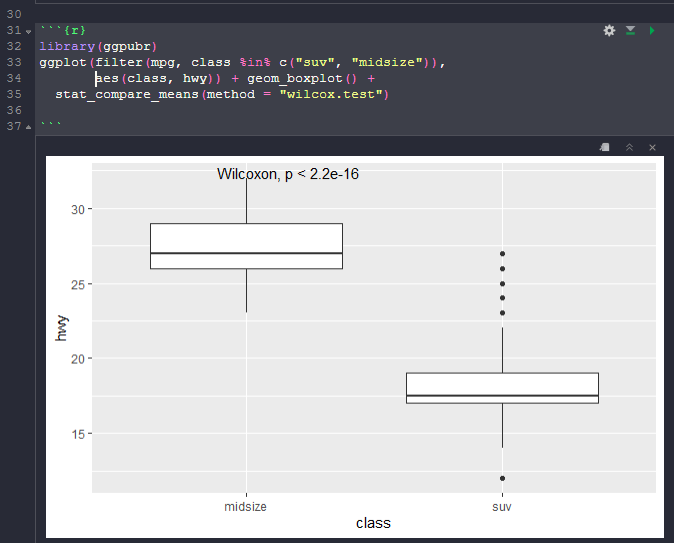 30
31 ```{r}
32 library(ggpubr)
33 ggplot(filter(mpg, class %in% c("suv", "midsize")),
34 aes(class, hwy)) + geom_boxplot() +
35 stat_compare_means(method = "wilcox.test")
36
37 ```
Wilcoxon, p < 2.2e-16
30
25
20
15
hwy
midsize suv
class